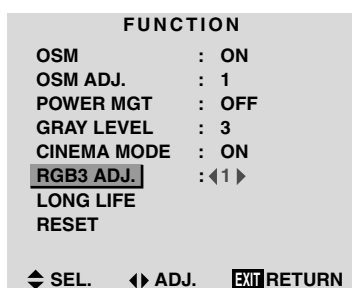 FUNCTION
OSM : ON
OSM ADJ. : 1
POWER MGT : OFF
GRAY LEVEL : 3
CINEMA MODE : ON
RGB3 ADJ. : ◀1▶
LONG LIFE
RESET
SEL. ADJ. EXIT RETURN